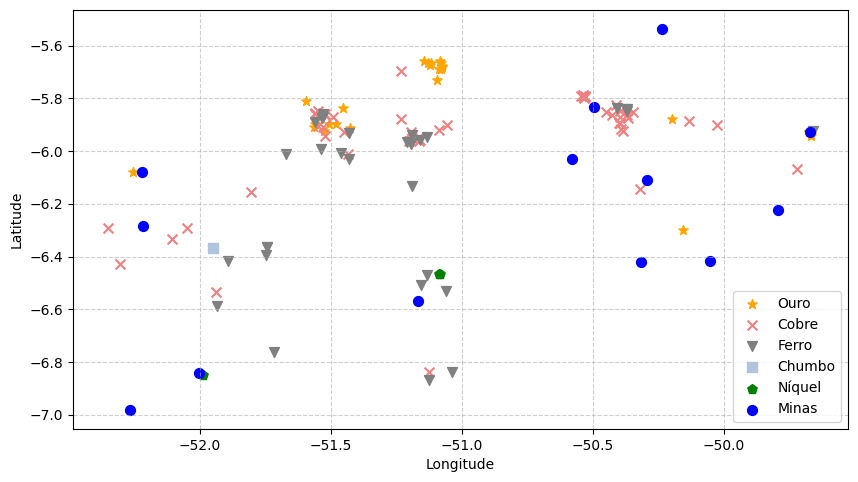 −5.6
−5.8
−6.0
−6.2
−6.4
−6.6
−6.8
−7.0
Latitude
−52.0
−51.5
−51.0
−50.5
−50.0
Longitude
Ouro
Cobre
Ferro
Chumbo
Níquel
Minas